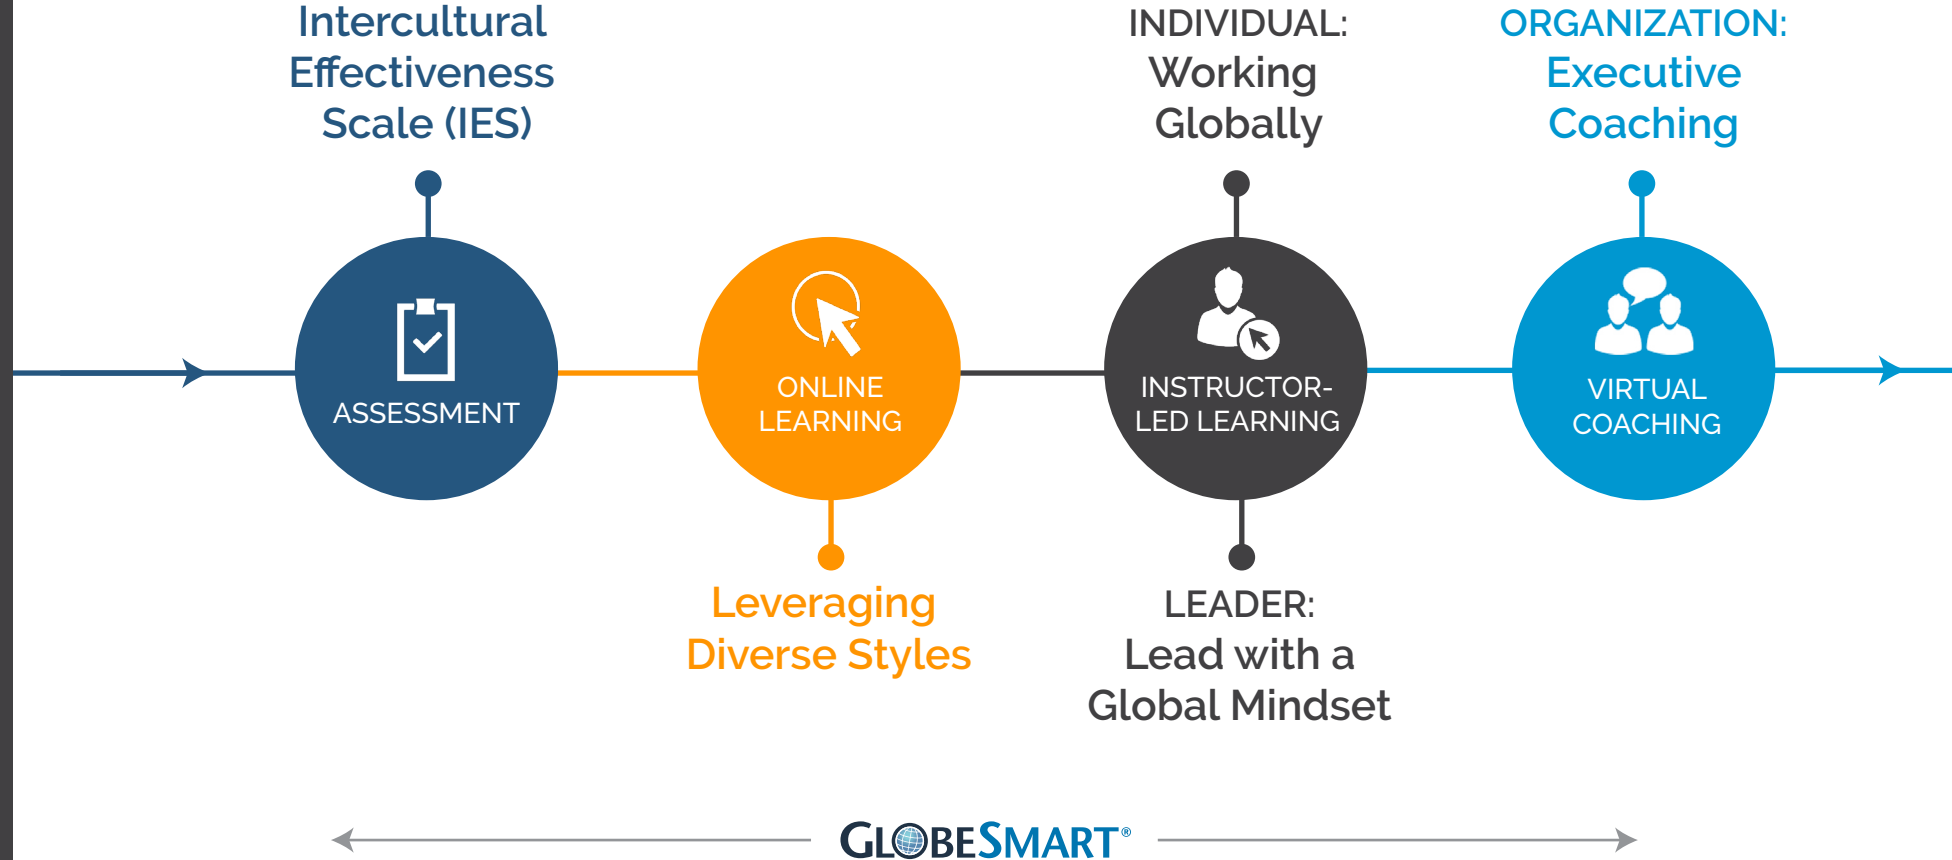 Intercultural
Effectiveness
Scale (IES)
INDIVIDUAL:
Working
Globally
ORGANIZATION:
Executive
Coaching
ASSESSMENT
ONLINE
LEARNING
INSTRUCTOR-
LED LEARNING
VIRTUAL
COACHING
Leveraging
Diverse Styles
LEADER:
Lead with a
Global Mindset
GLOBESMART®